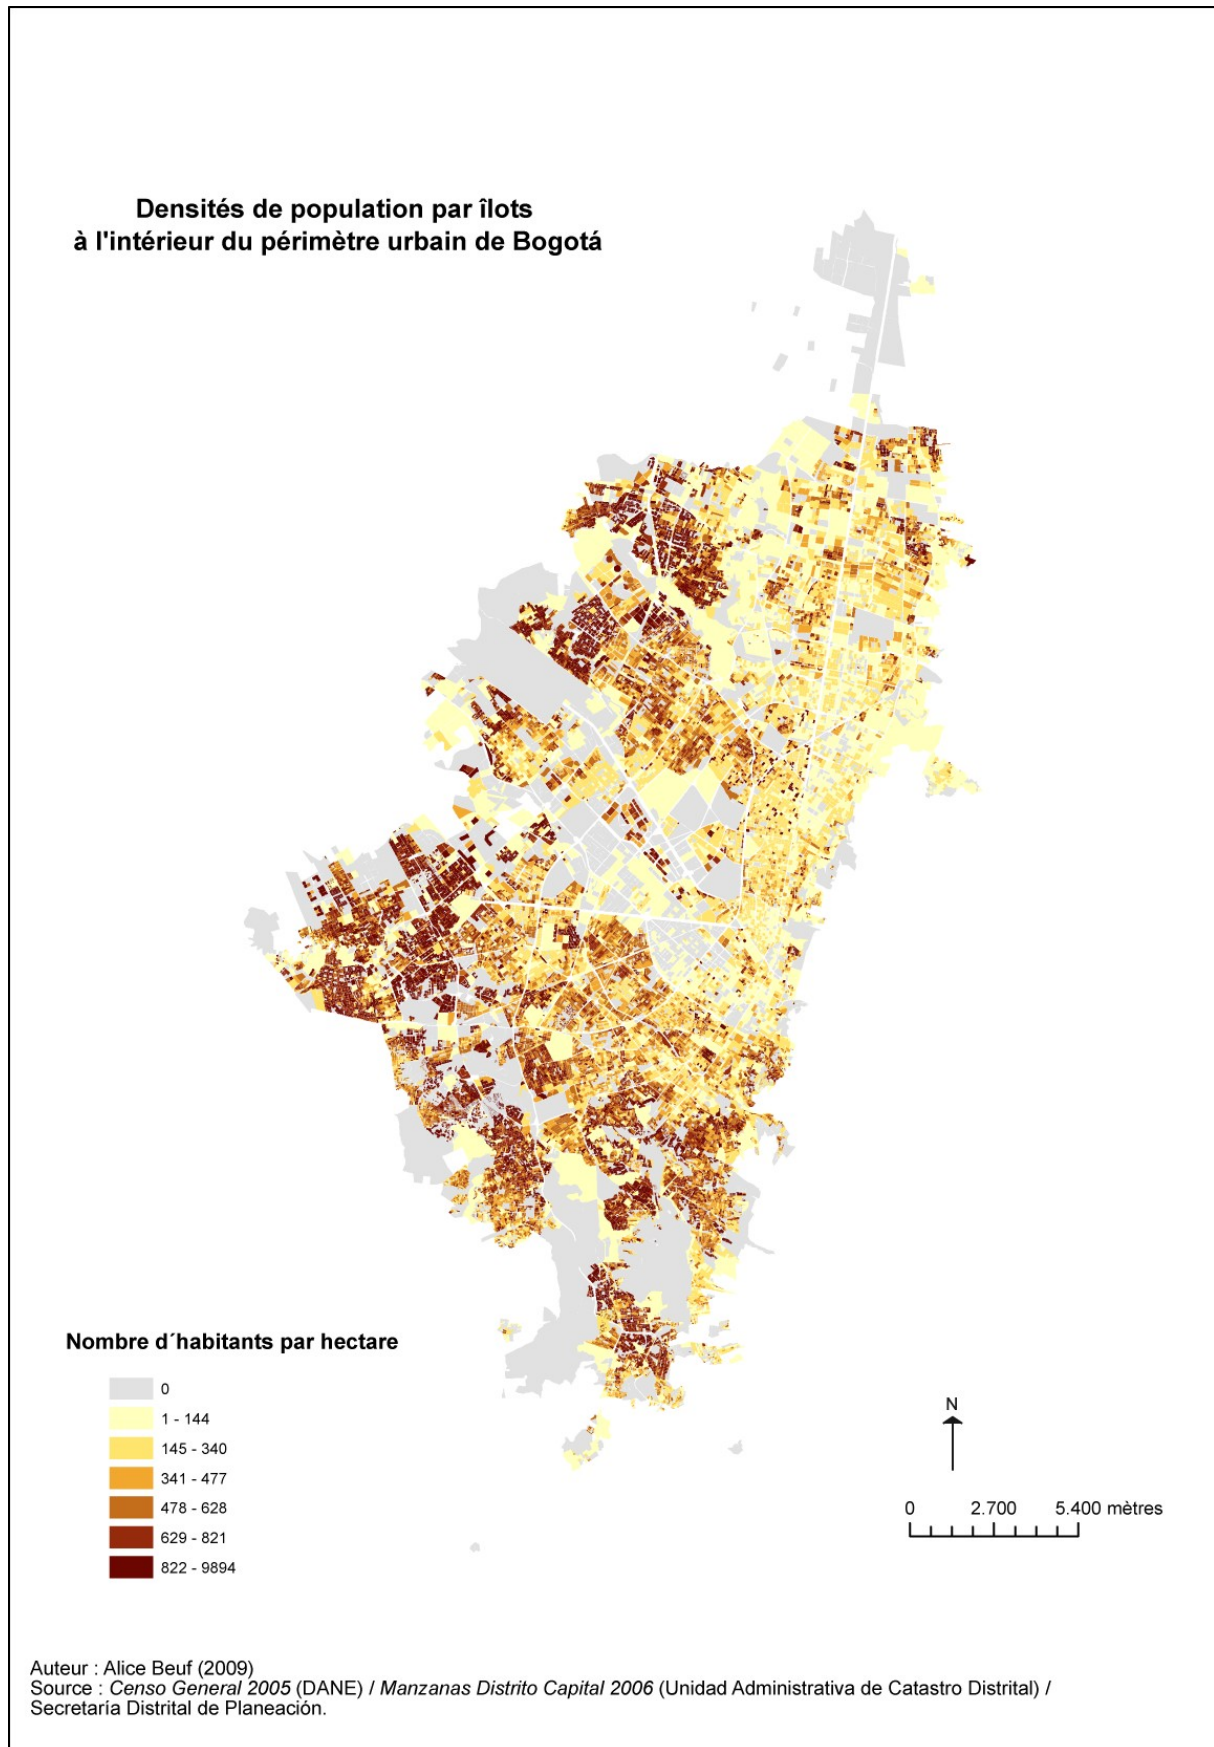 Densités de population par îlots
à l'intérieur du périmètre urbain de Bogotá
Nombre d´habitants par hectare
0
1 - 144
145 - 340
341 - 477
478 - 628
629 - 821
822 - 9894
N
0 2.700 5.400 mètres
Auteur : Alice Beuf (2009)
Source : Censo General 2005 (DANE) / Manzanas Distrito Capital 2006 (Unidad Administrativa de Catastro Distrital) /
Secretaría Distrital de Planeación.